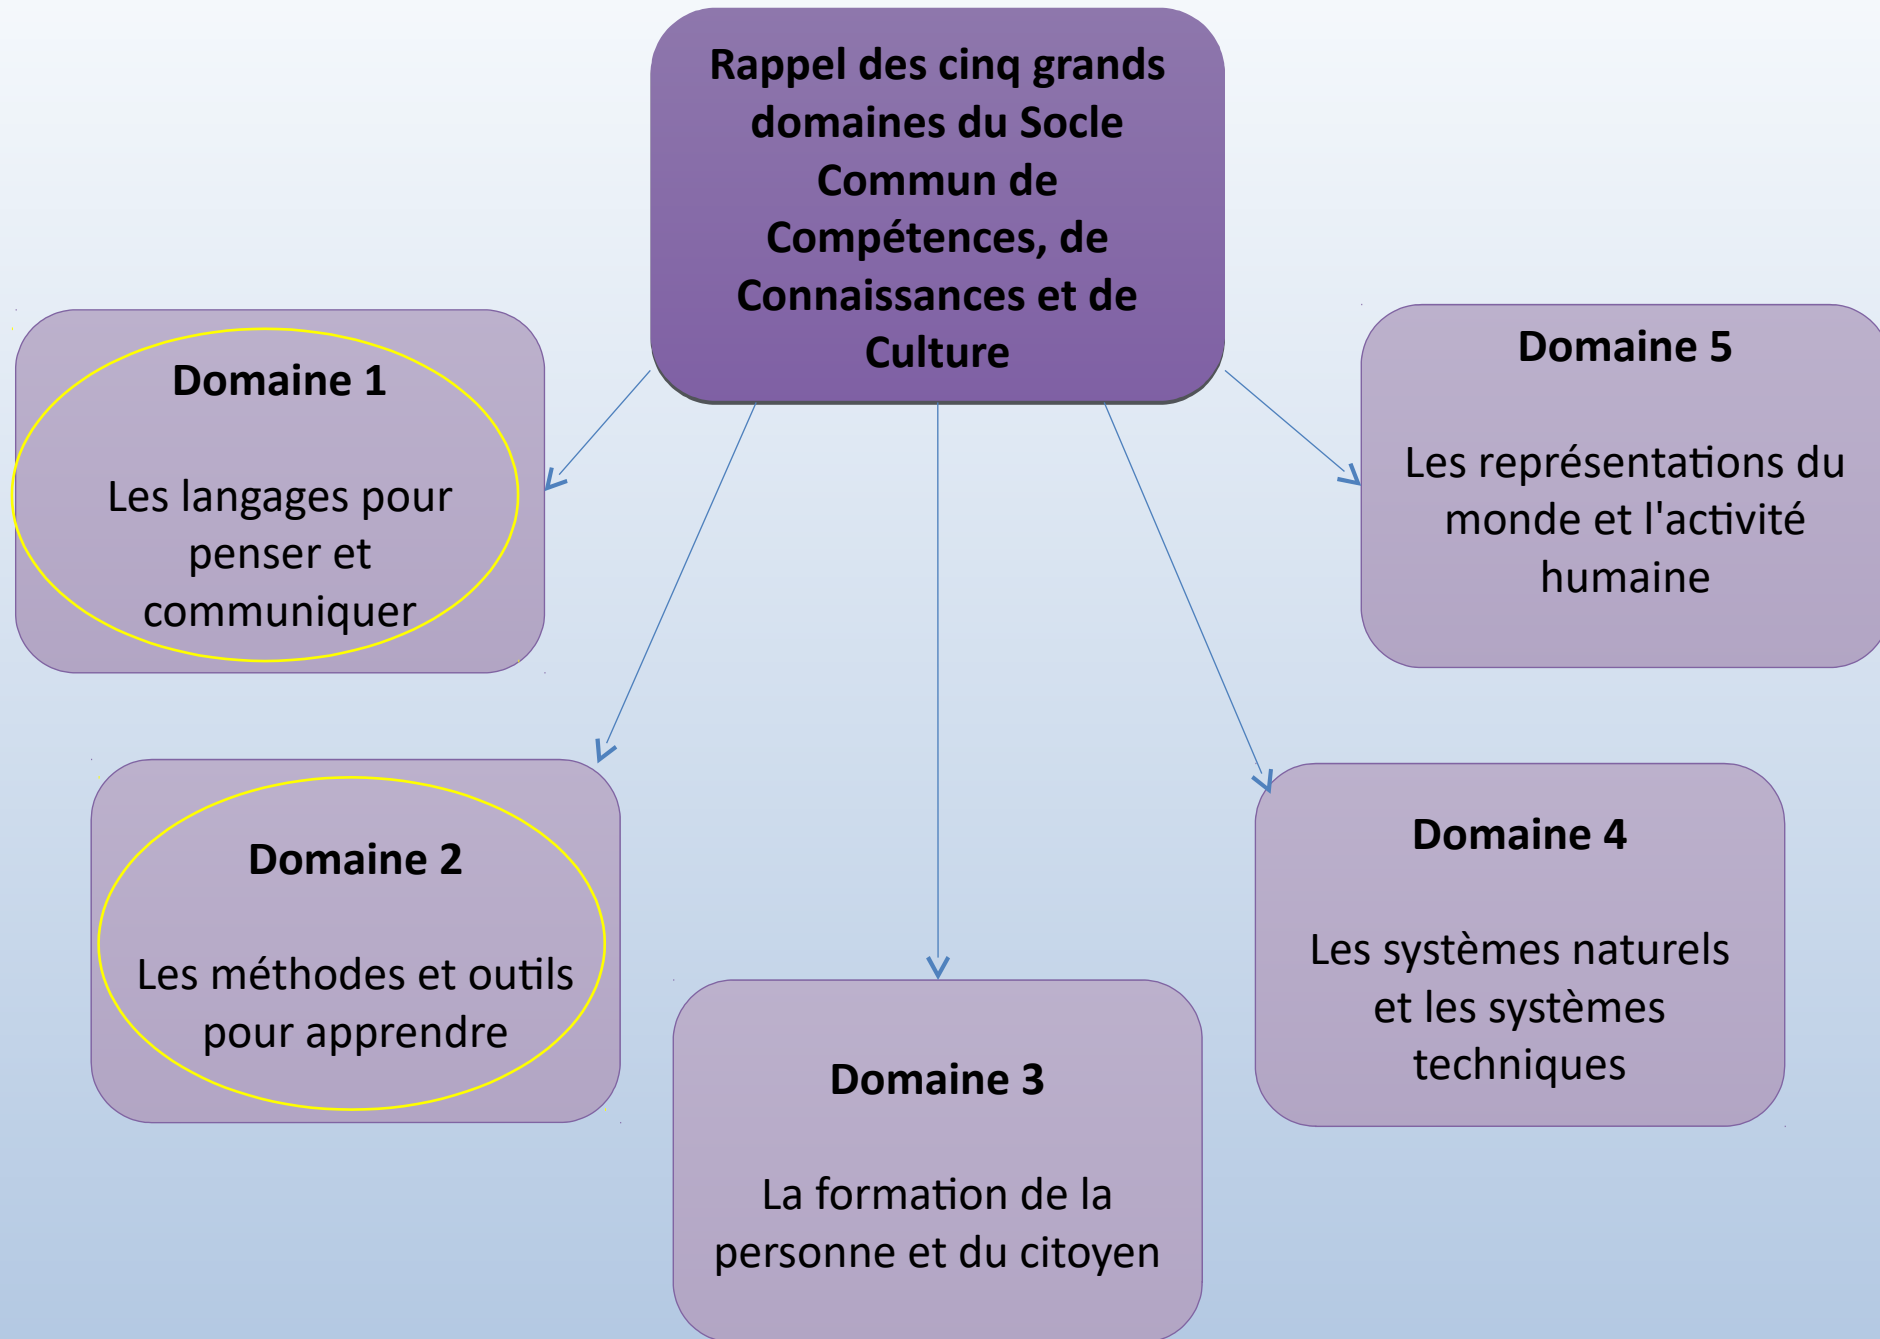 Rappel des cinq grands
domaines du Socle
Commun de
Compétences, de
Connaissances et de
Culture
Domaine 1
Les langages pour
penser et
communiquer
Domaine 2
Les méthodes et outils
pour apprendre
Domaine 3
La formation de la
personne et du citoyen
Domaine 4
Les systèmes naturels
et les systèmes
techniques
Domaine 5
Les représentations du
monde et l'activité
humaine